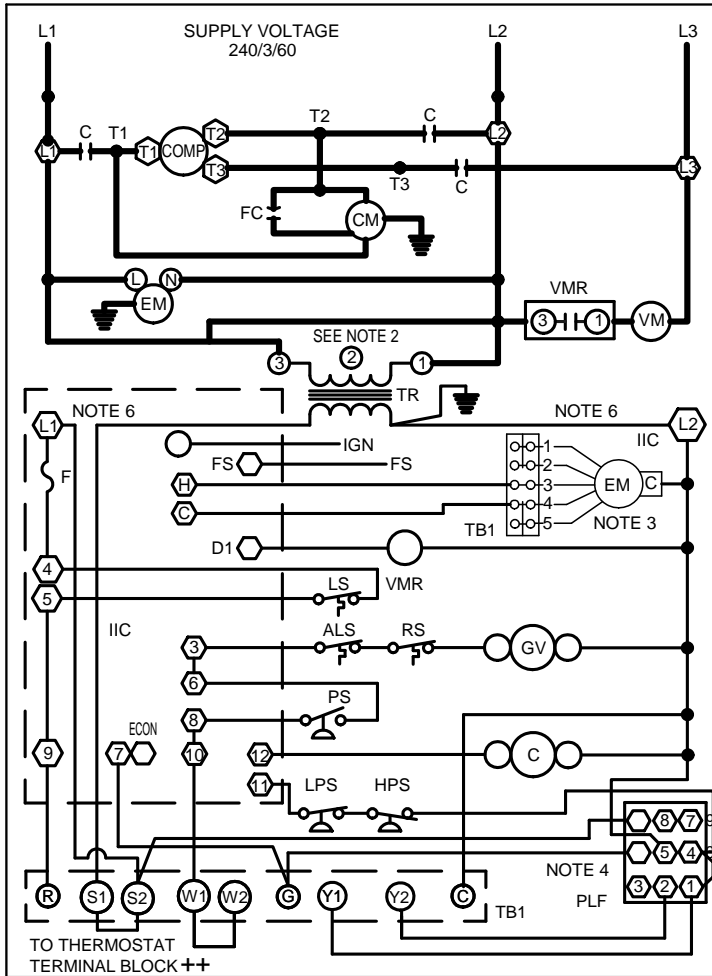 L1 SUPPLY VOLTAGE L2 L3
240/3/60
C T1 T2 C
L1 T1 COMP T2 L2
T3 T3 C L3
FC CM
L N
EM
VMR
3 1 VM
SEE NOTE 2
3 2 1
TR
NOTE 6 NOTE 6
L1 L2
IGN IIC
F FS FS
H
C
1
2
3
4
5
EM C
TB1 NOTE 3
D1
VMR
4
5
LS
IIC
3 ALS RS GV
6
PS
8
ECON
9 7 10 12 C
11 LPS HPS
8 7 9
NOTE 4 5 4 6
PLF 3 2 1
R S1 S2 W1 W2 G Y1 Y2 C TB1
TO THERMOSTAT
TERMINAL BLOCK ++